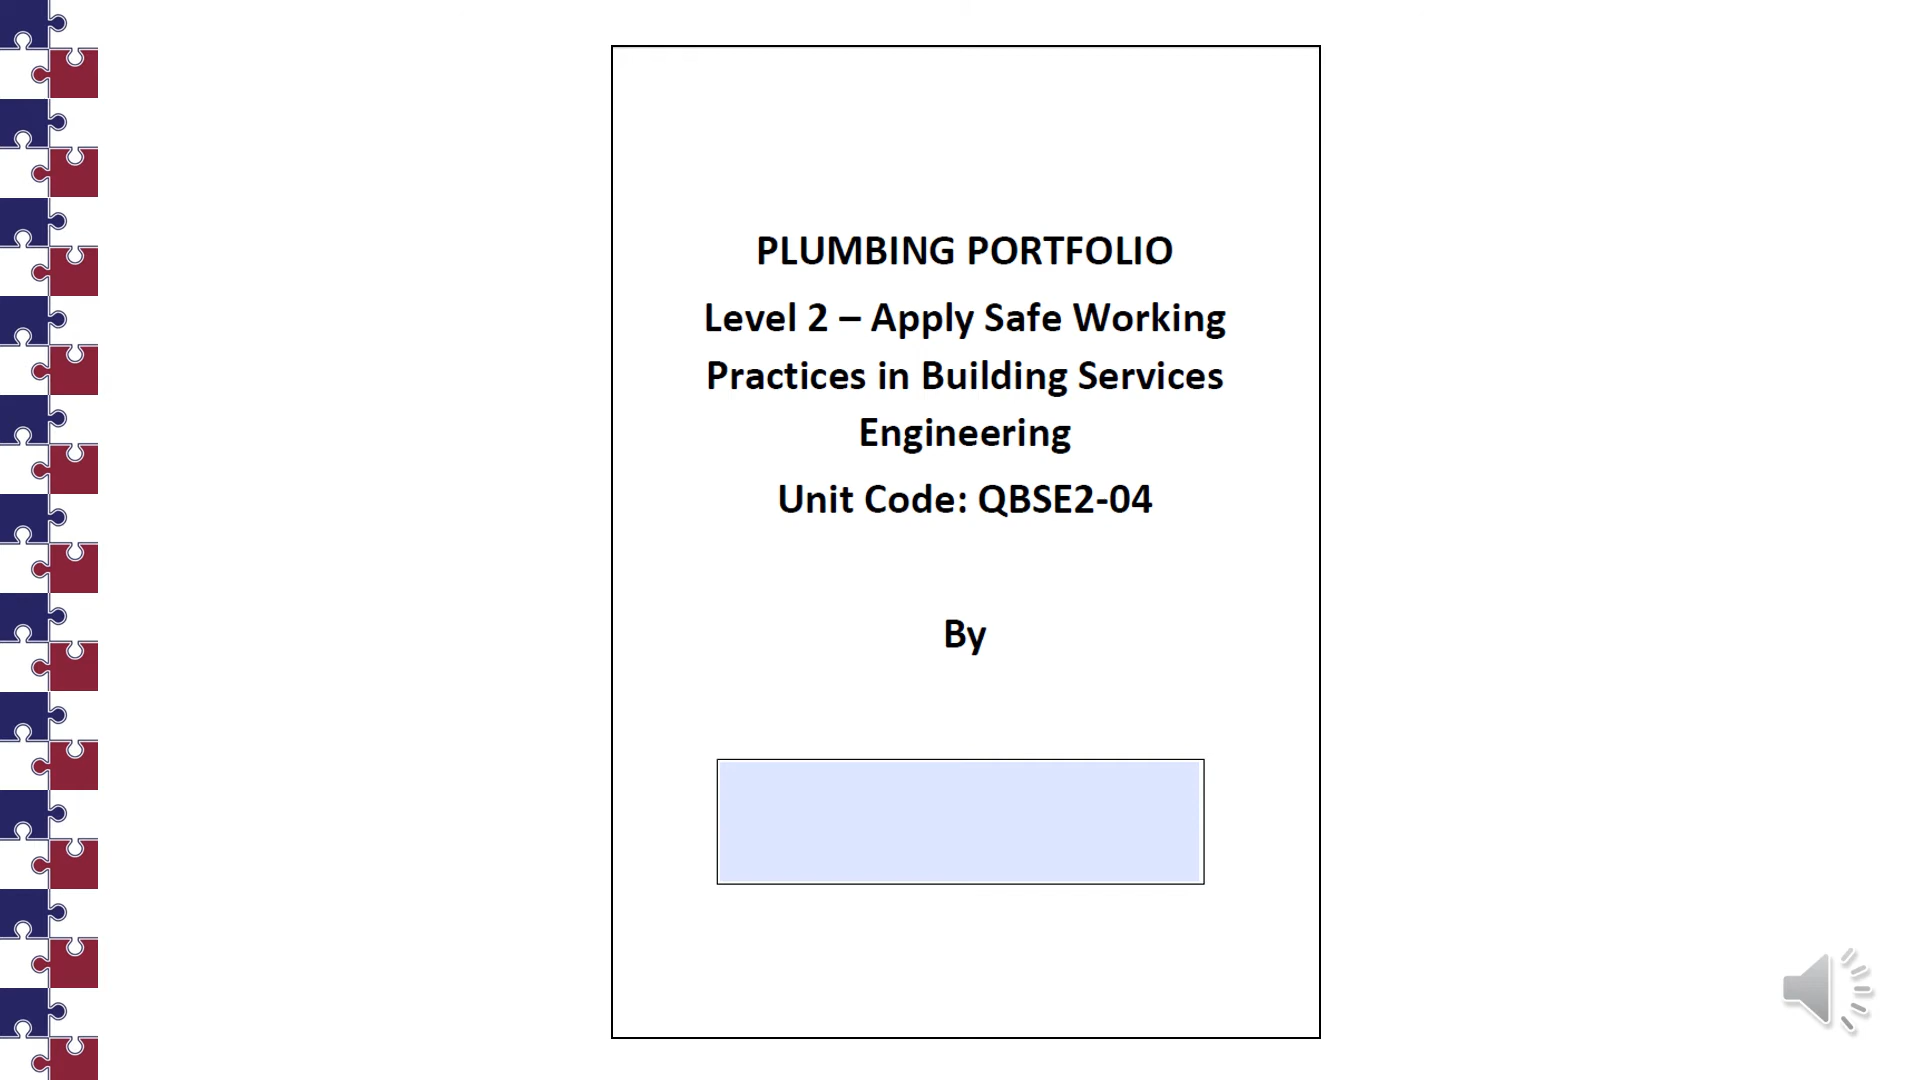 PLUMBING PORTFOLIO
Level 2 – Apply Safe Working
Practices in Building Services
Engineering
Unit Code: QBSE2-04
By